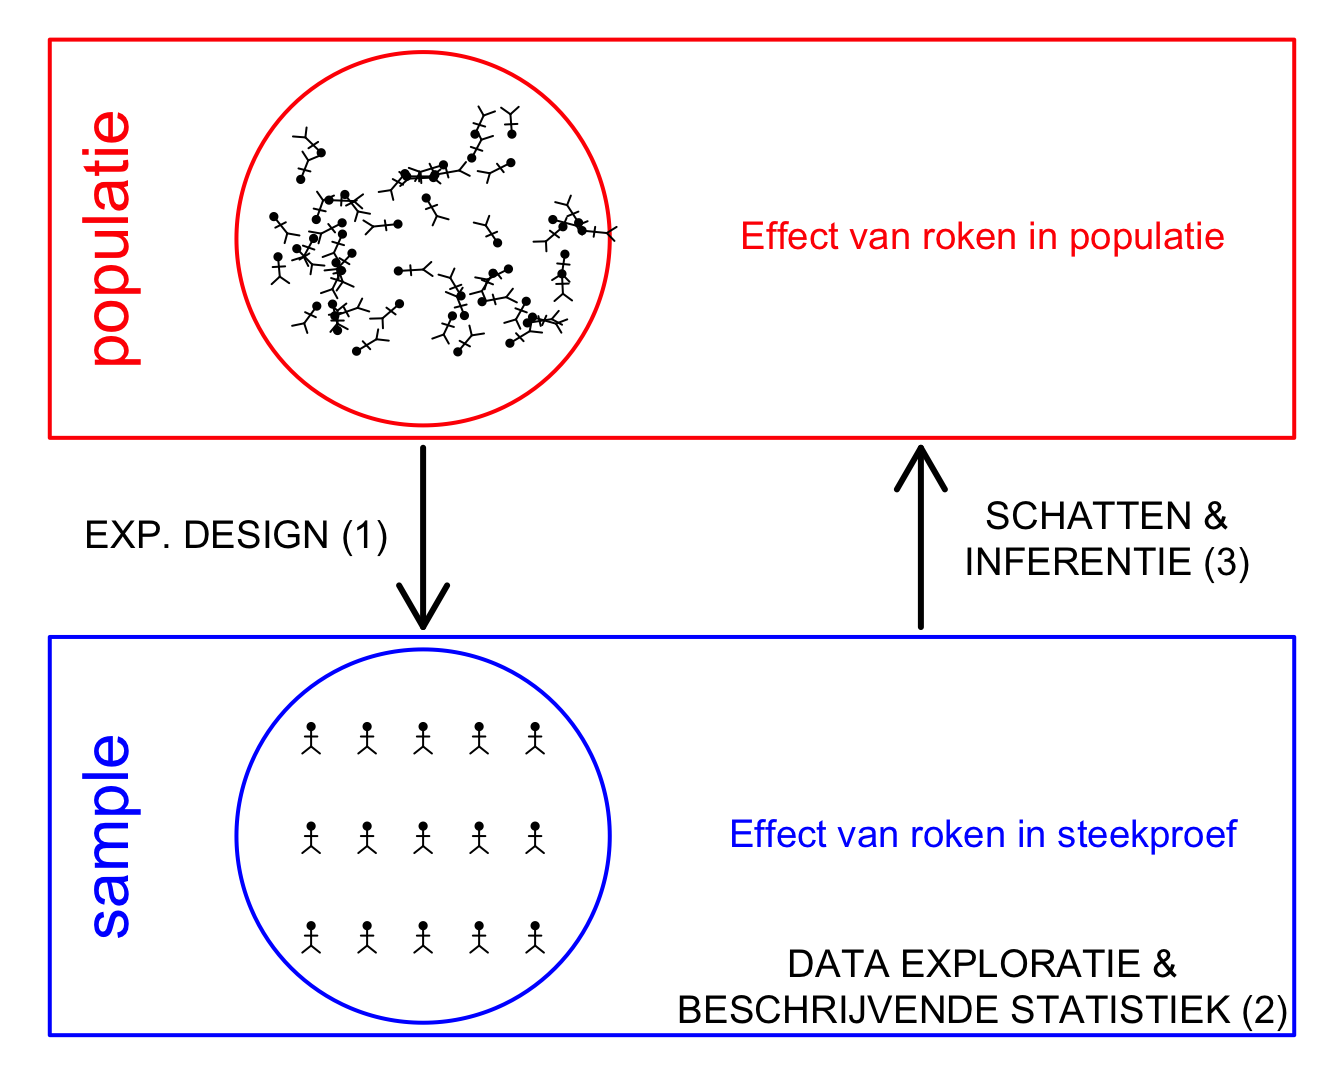 populatie
Effect van roken in populatie
EXP. DESIGN (1)
SCHATTEN &
INFERENTIE (3)
sample
Effect van roken in steekproef
DATA EXPLORATIE &
BESCHRIJVENDE STATISTIEK (2)